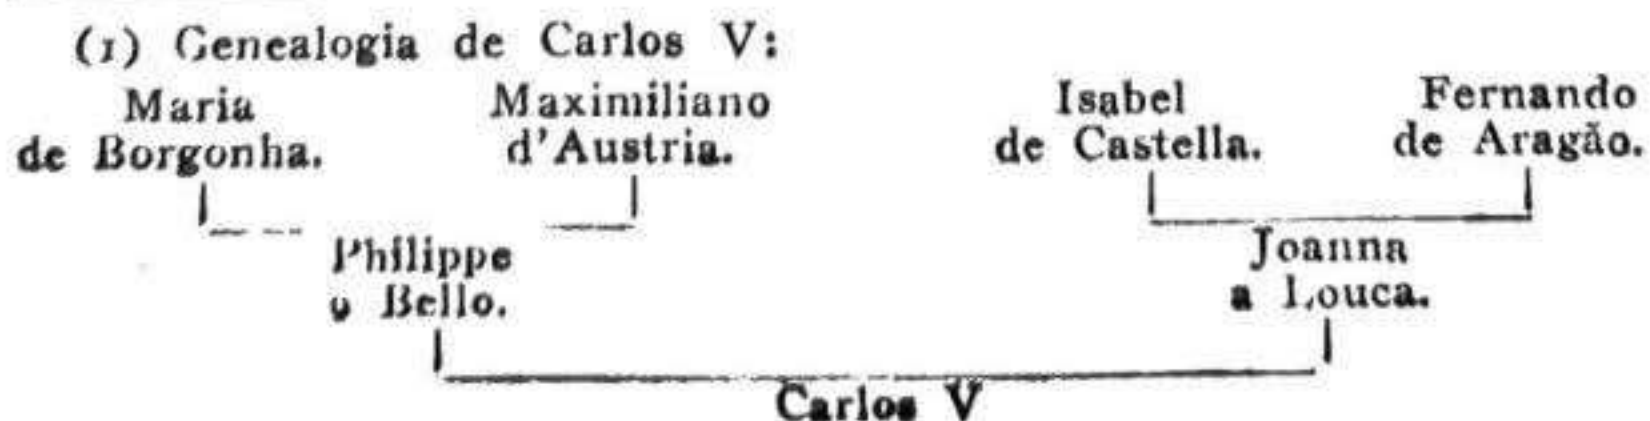 (1) Genealogia de Carlos V:
Maria Maximiliano Isabel Fernando
de Borgonha. d'Austria. de Castella. de Aragão.
Philippe Joanna
o Bello. a Louca.
Carlos V